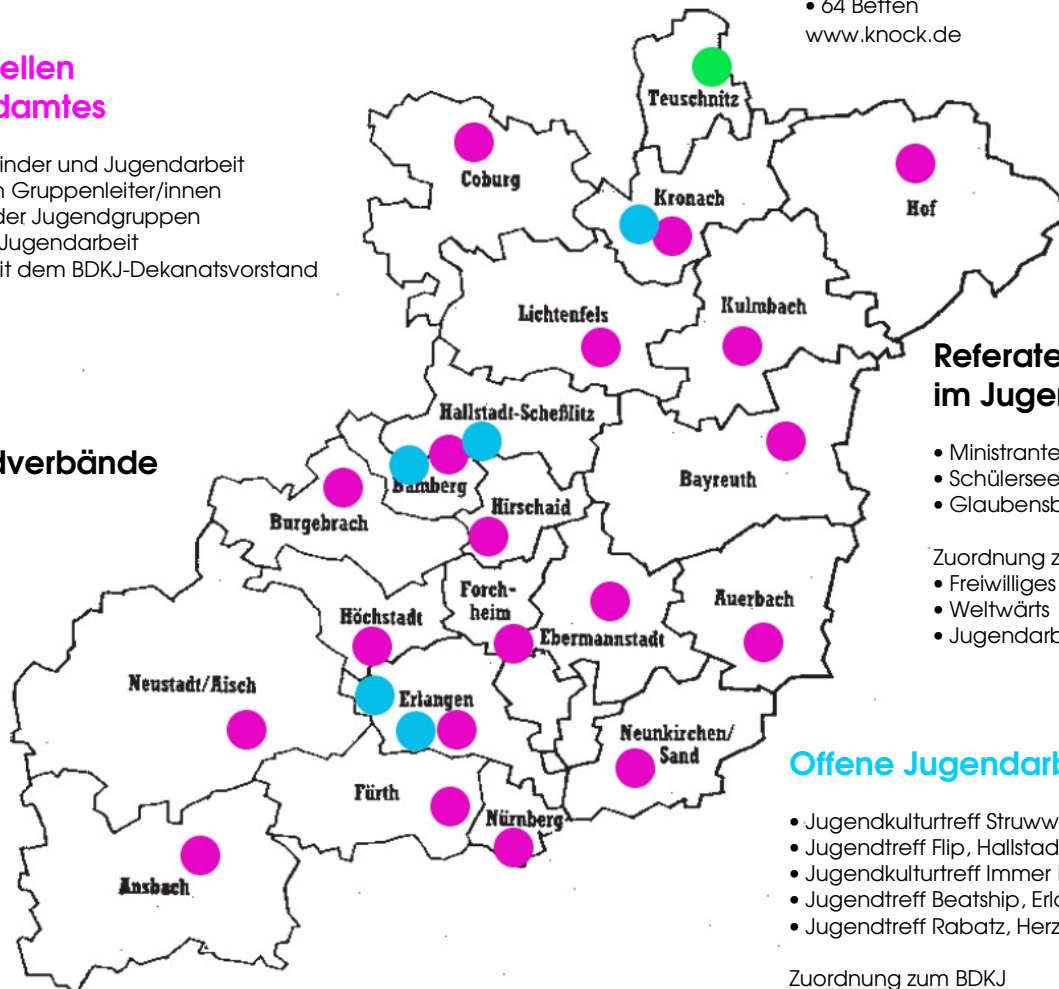 • 64 Betten
www.knock.de
ellen
damtes
inder und Jugendarbeit
n Gruppenleiter/innen
der Jugendgruppen
Jugendarbeit
it dem BDKJ-Dekanatsvorstand
dverbände
Teuschnitz
Coburg
Kronach
Hof
Lichtenfels
Kulmbach
Hallstadt-Scheßlitz
Bamberg
Burgebrach
Hirschaid
Bayreuth
Forch-
heim
Höchstadt
Ebermannstadt
Auerbach
Neustadt/Aisch
Erlangen
Neunkirchen/
Sand
Fürth
Nürnberg
Ansbach
Referate
im Jugen
• Ministrante
• Schülersee
• Glaubensb
Zuordnung z
• Freiwilliges
• Weltwärts
• Jugendarb
Offene Jugendarb
• Jugendkulturtreff Struww
• Jugendtreff Flip, Hallstad
• Jugendkulturtreff Immer
• Jugendtreff Beatship, Erla
• Jugendtreff Rabatz, Herz
Zuordnung zum BDKJ